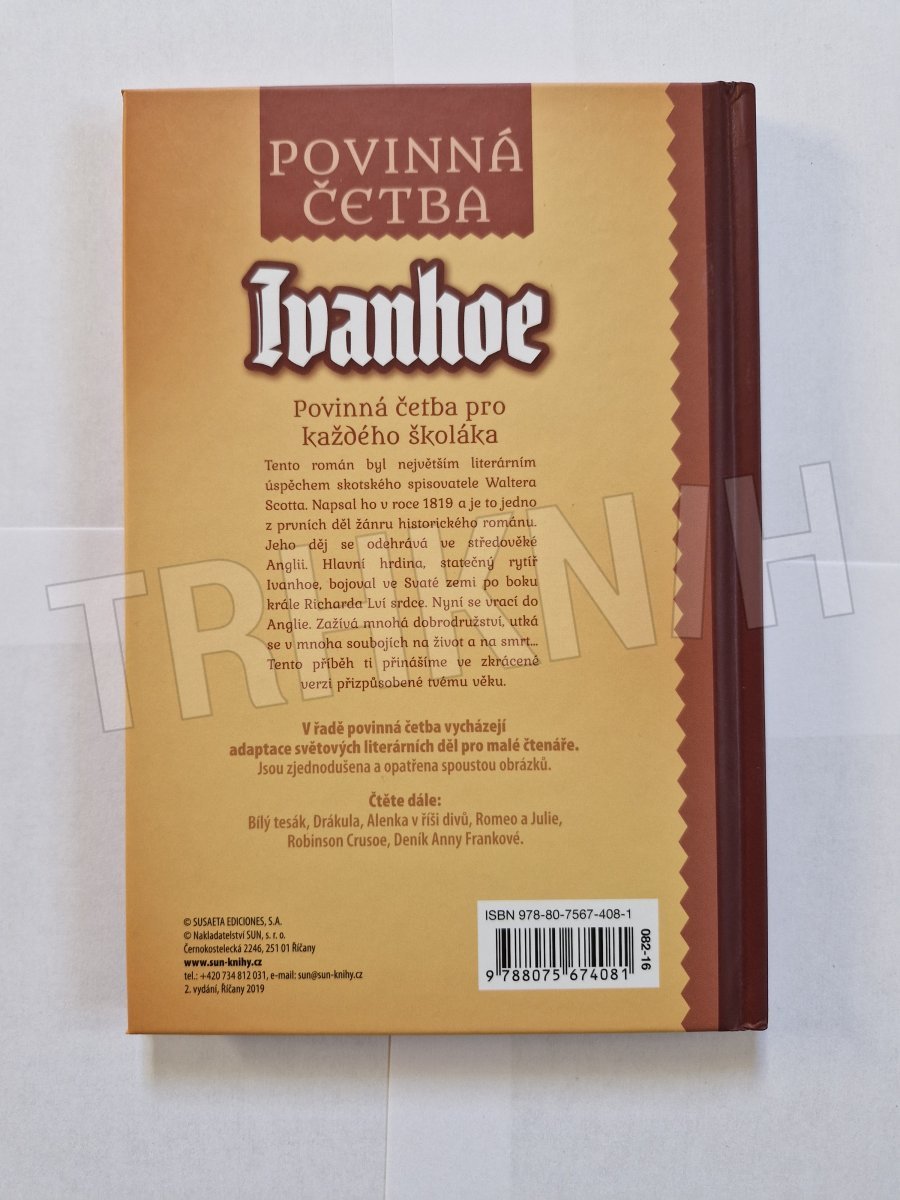 POVINNÁ
ČETBA
Ivanhoe
Povinná četba pro
každého školáka
Tento román byl největším literárním
úspěchem skotského spisovatele Waltera
Scotta. Napsal ho v roce 1819 a je to jedno
z prvních děl žánru historického románu.
Jeho děj se odehrává ve středověké
Anglii. Hlavní hrdina, statečný rytíř
Ivanhoe, bojoval ve Svaté zemi po boku
krále Richarda Lví srdce. Nyní se vrací do
Anglie. Zažívá mnohá dobrodružství, utká
se v mnoha soubojích na život a na smrt...
Tento příběh ti přinášíme ve zkrácené
verzi přizpůsobené tvému věku.
V řadě povinná četba vycházejí
adaptace světových literárních děl pro malé čtenáře.
Jsou zjednodušena a opatřena spoustou obrázků.
Čtěte dále:
Bílý tesák, Drákula, Alenka v říši divů, Romeo a Julie,
Robinson Crusoe, Deník Anny Frankové.
© SUSAETA EDICIONES, S.A.
© Nakladatelství SUN, s. r. o.
Černokostelecká 2246, 251 01 Říčany
www.sun-knihy.cz
tel.: +420 734 812 031, e-mail: sun@sun-knihy.cz
2. vydání, Říčany 2019
ISBN 978-80-7567-408-1
9 788075 674081
082-16
TRHKNIH